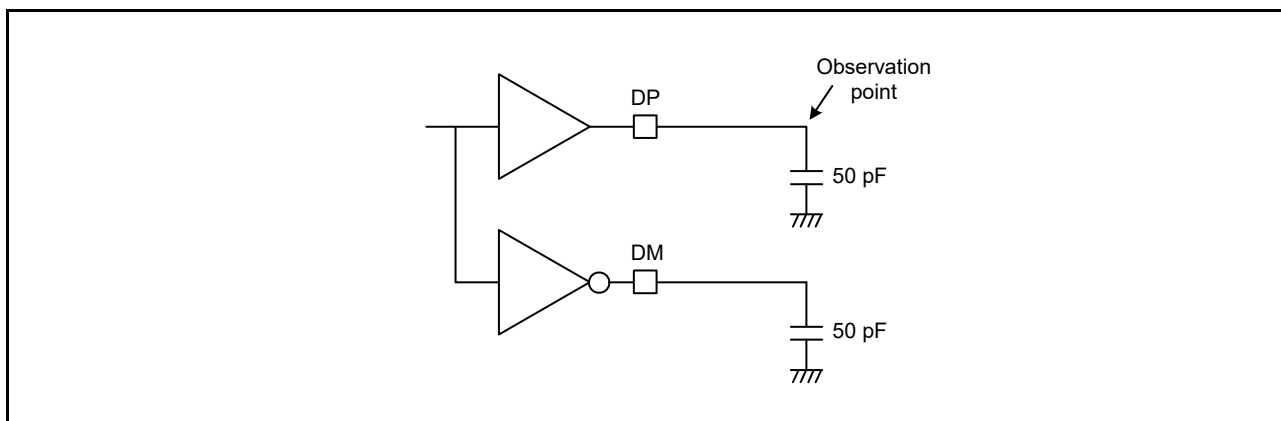 Observation
point
DP
50 pF
DM
50 pF